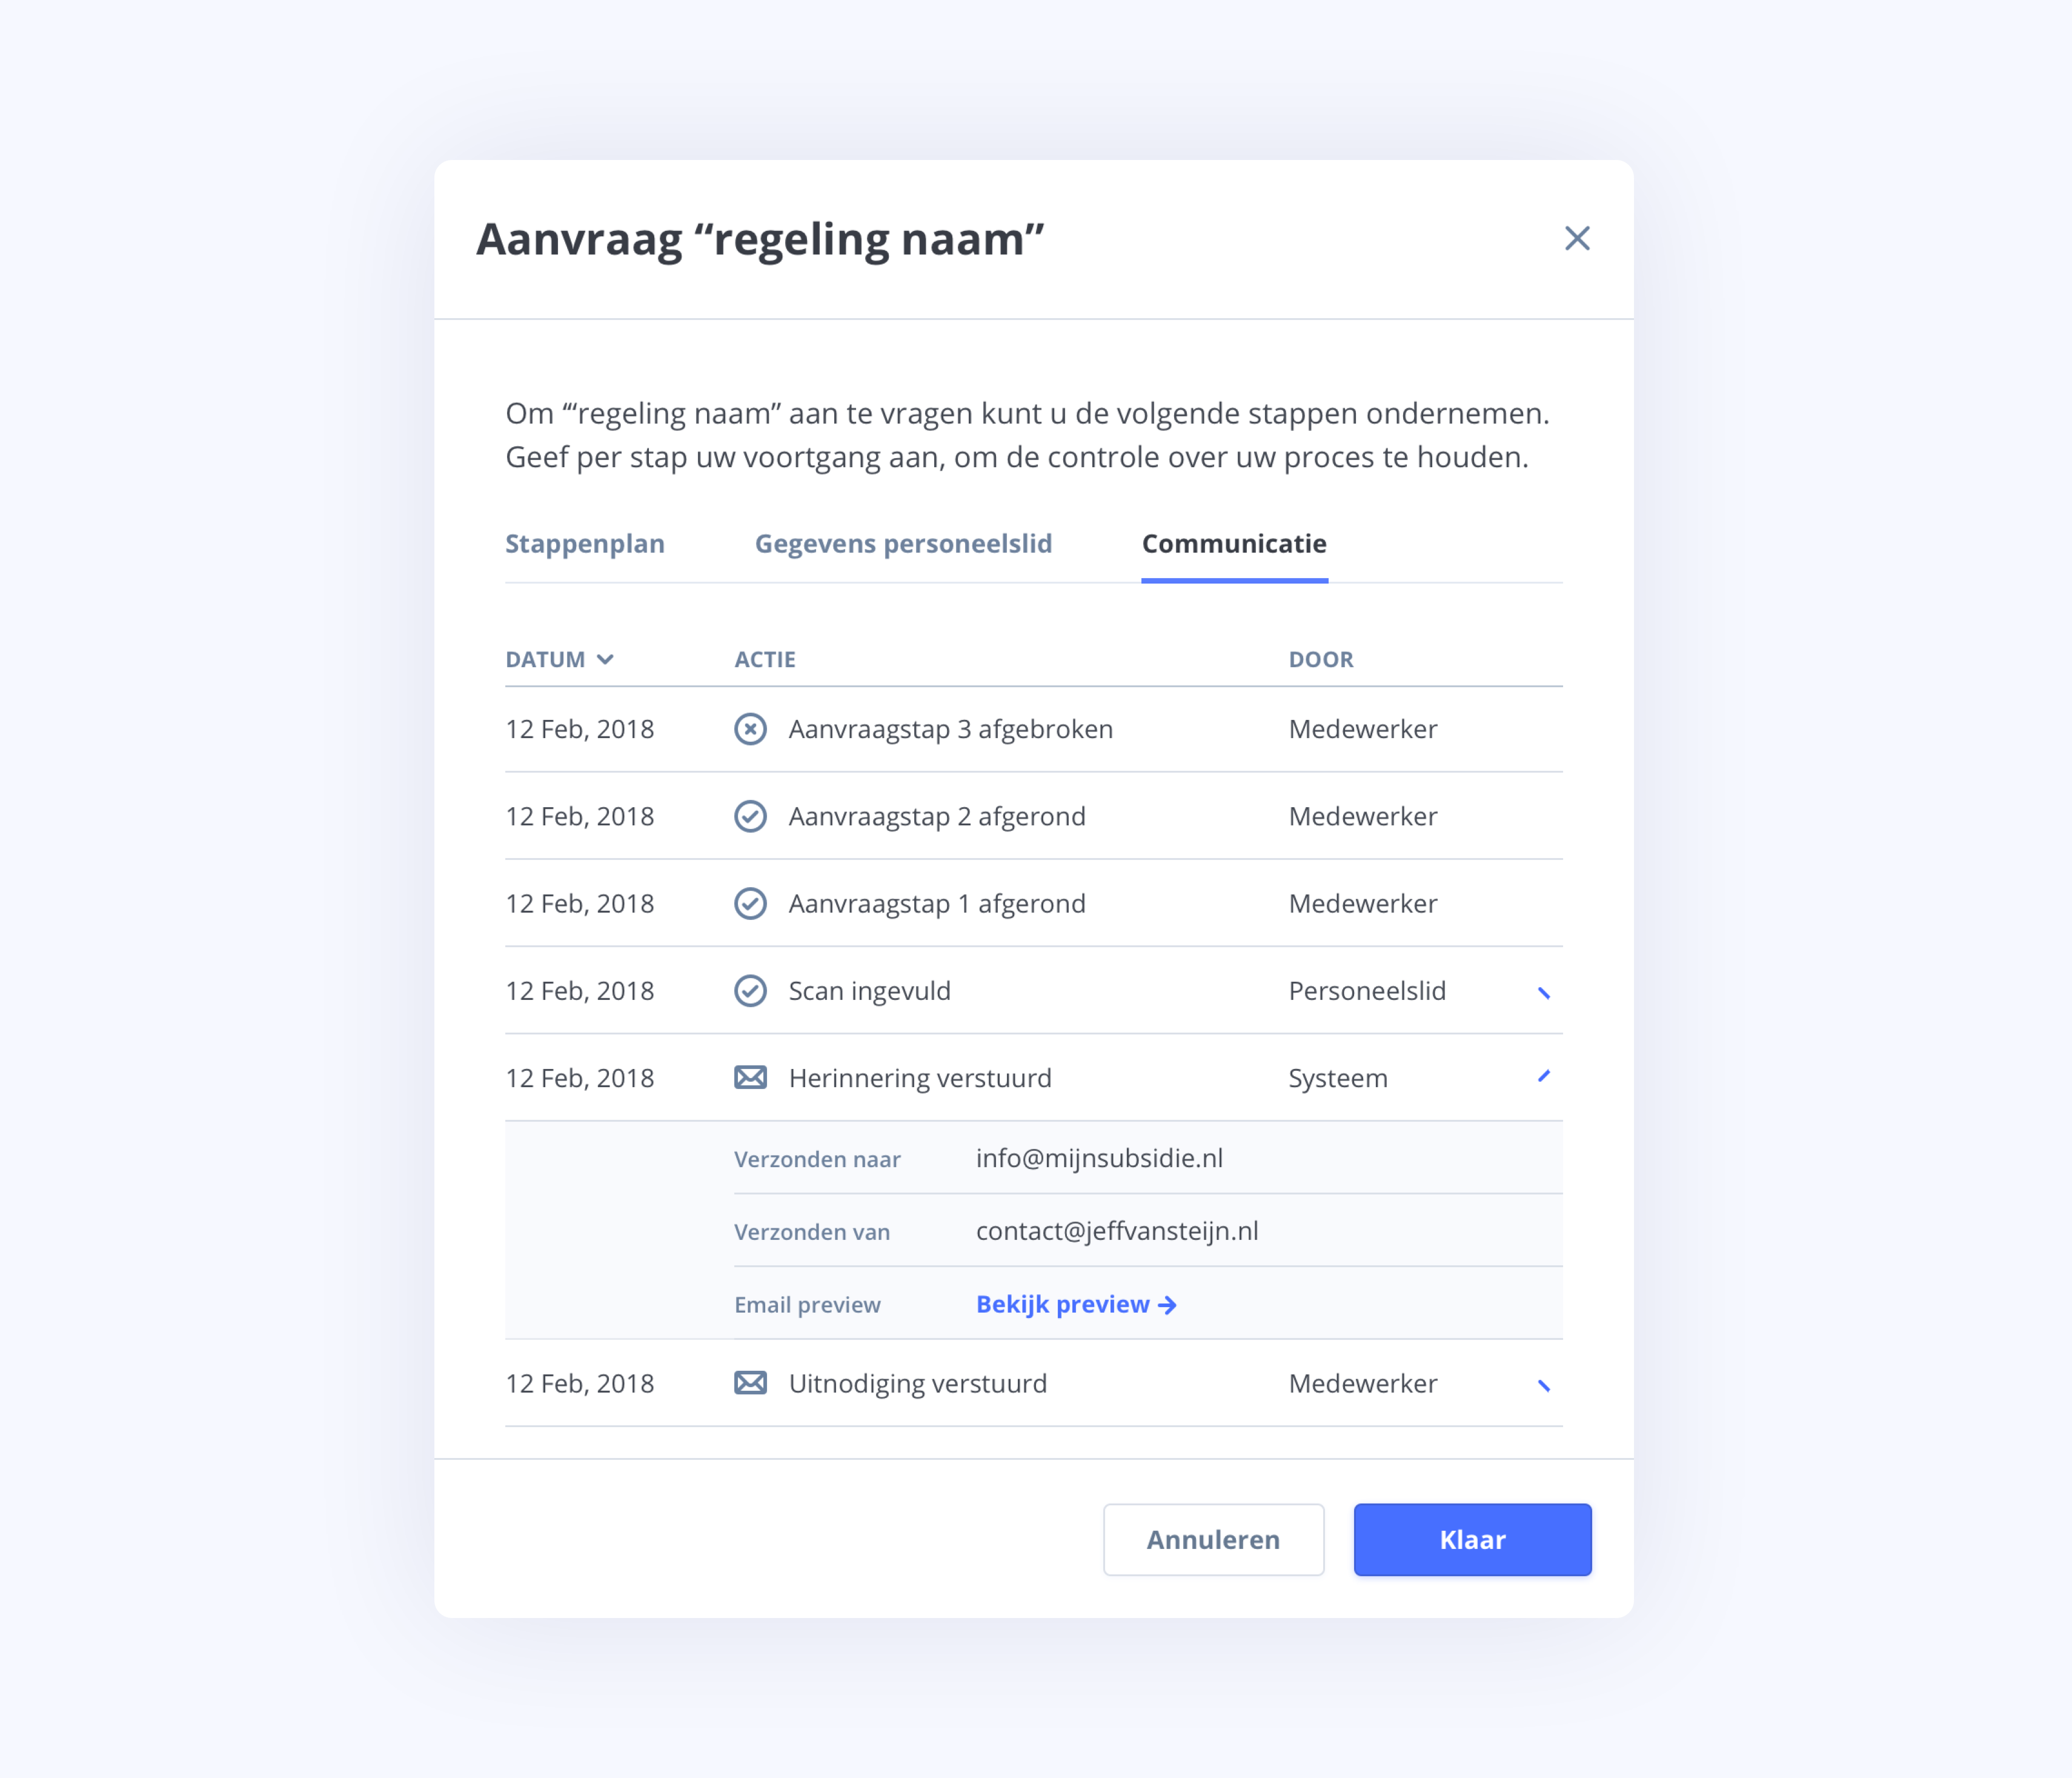 Aanvraag “regeling naam”
Om “‘regeling naam” aan te vragen kunt u de volgende stappen ondernemen.
Geef per stap uw voortgang aan, om de controle over uw proces te houden.
Stappenplan Gegevens personeelslid Communicatie
DATUM ACTIE DOOR
12 Feb, 2018 Aanvraagstap 3 afgebroken Medewerker
12 Feb, 2018 Aanvraagstap 2 afgerond Medewerker
12 Feb, 2018 Aanvraagstap 1 afgerond Medewerker
12 Feb, 2018 Scan ingevuld Personeelslid
12 Feb, 2018 Herinnering verstuurd Systeem
Verzonden naar info@mijnsubsidie.nl
Verzonden van contact@jeffvansteijn.nl
Email preview Bekijk preview →
12 Feb, 2018 Uitnodiging verstuurd Medewerker
Annuleren Klaar